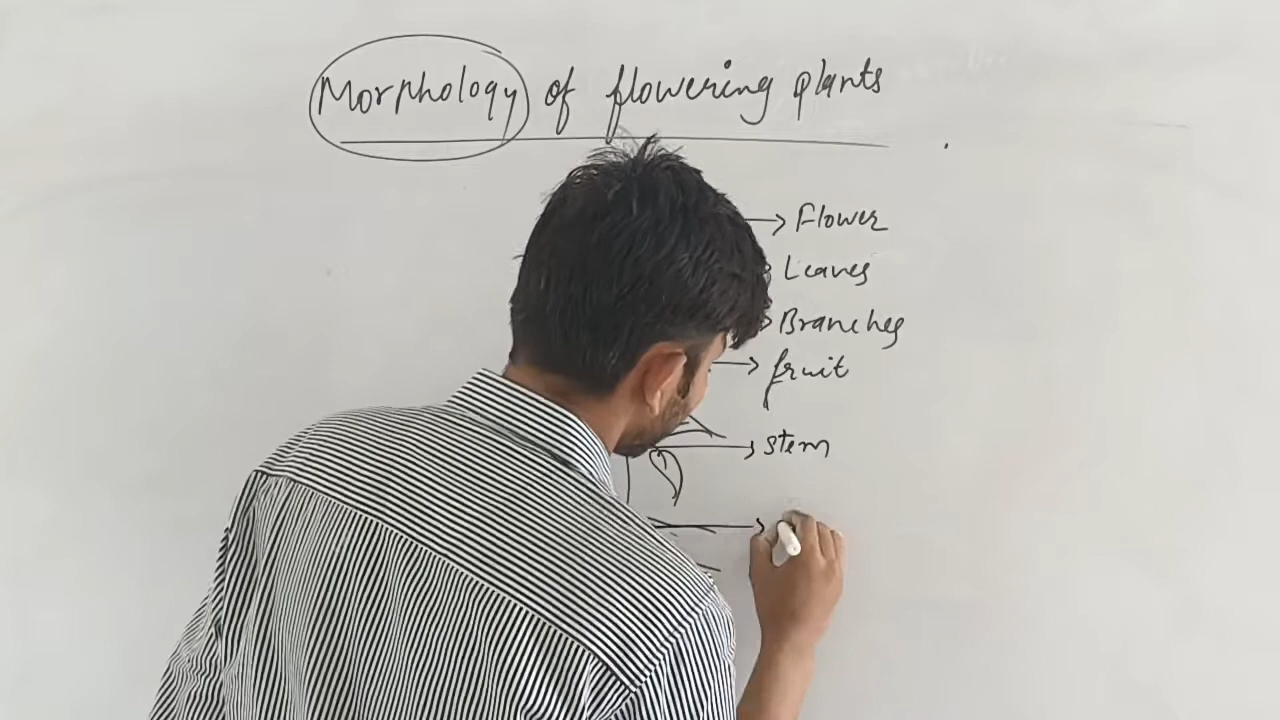 Morphology of flowering plants
Flower
Leaves
Branches
fruit
stem